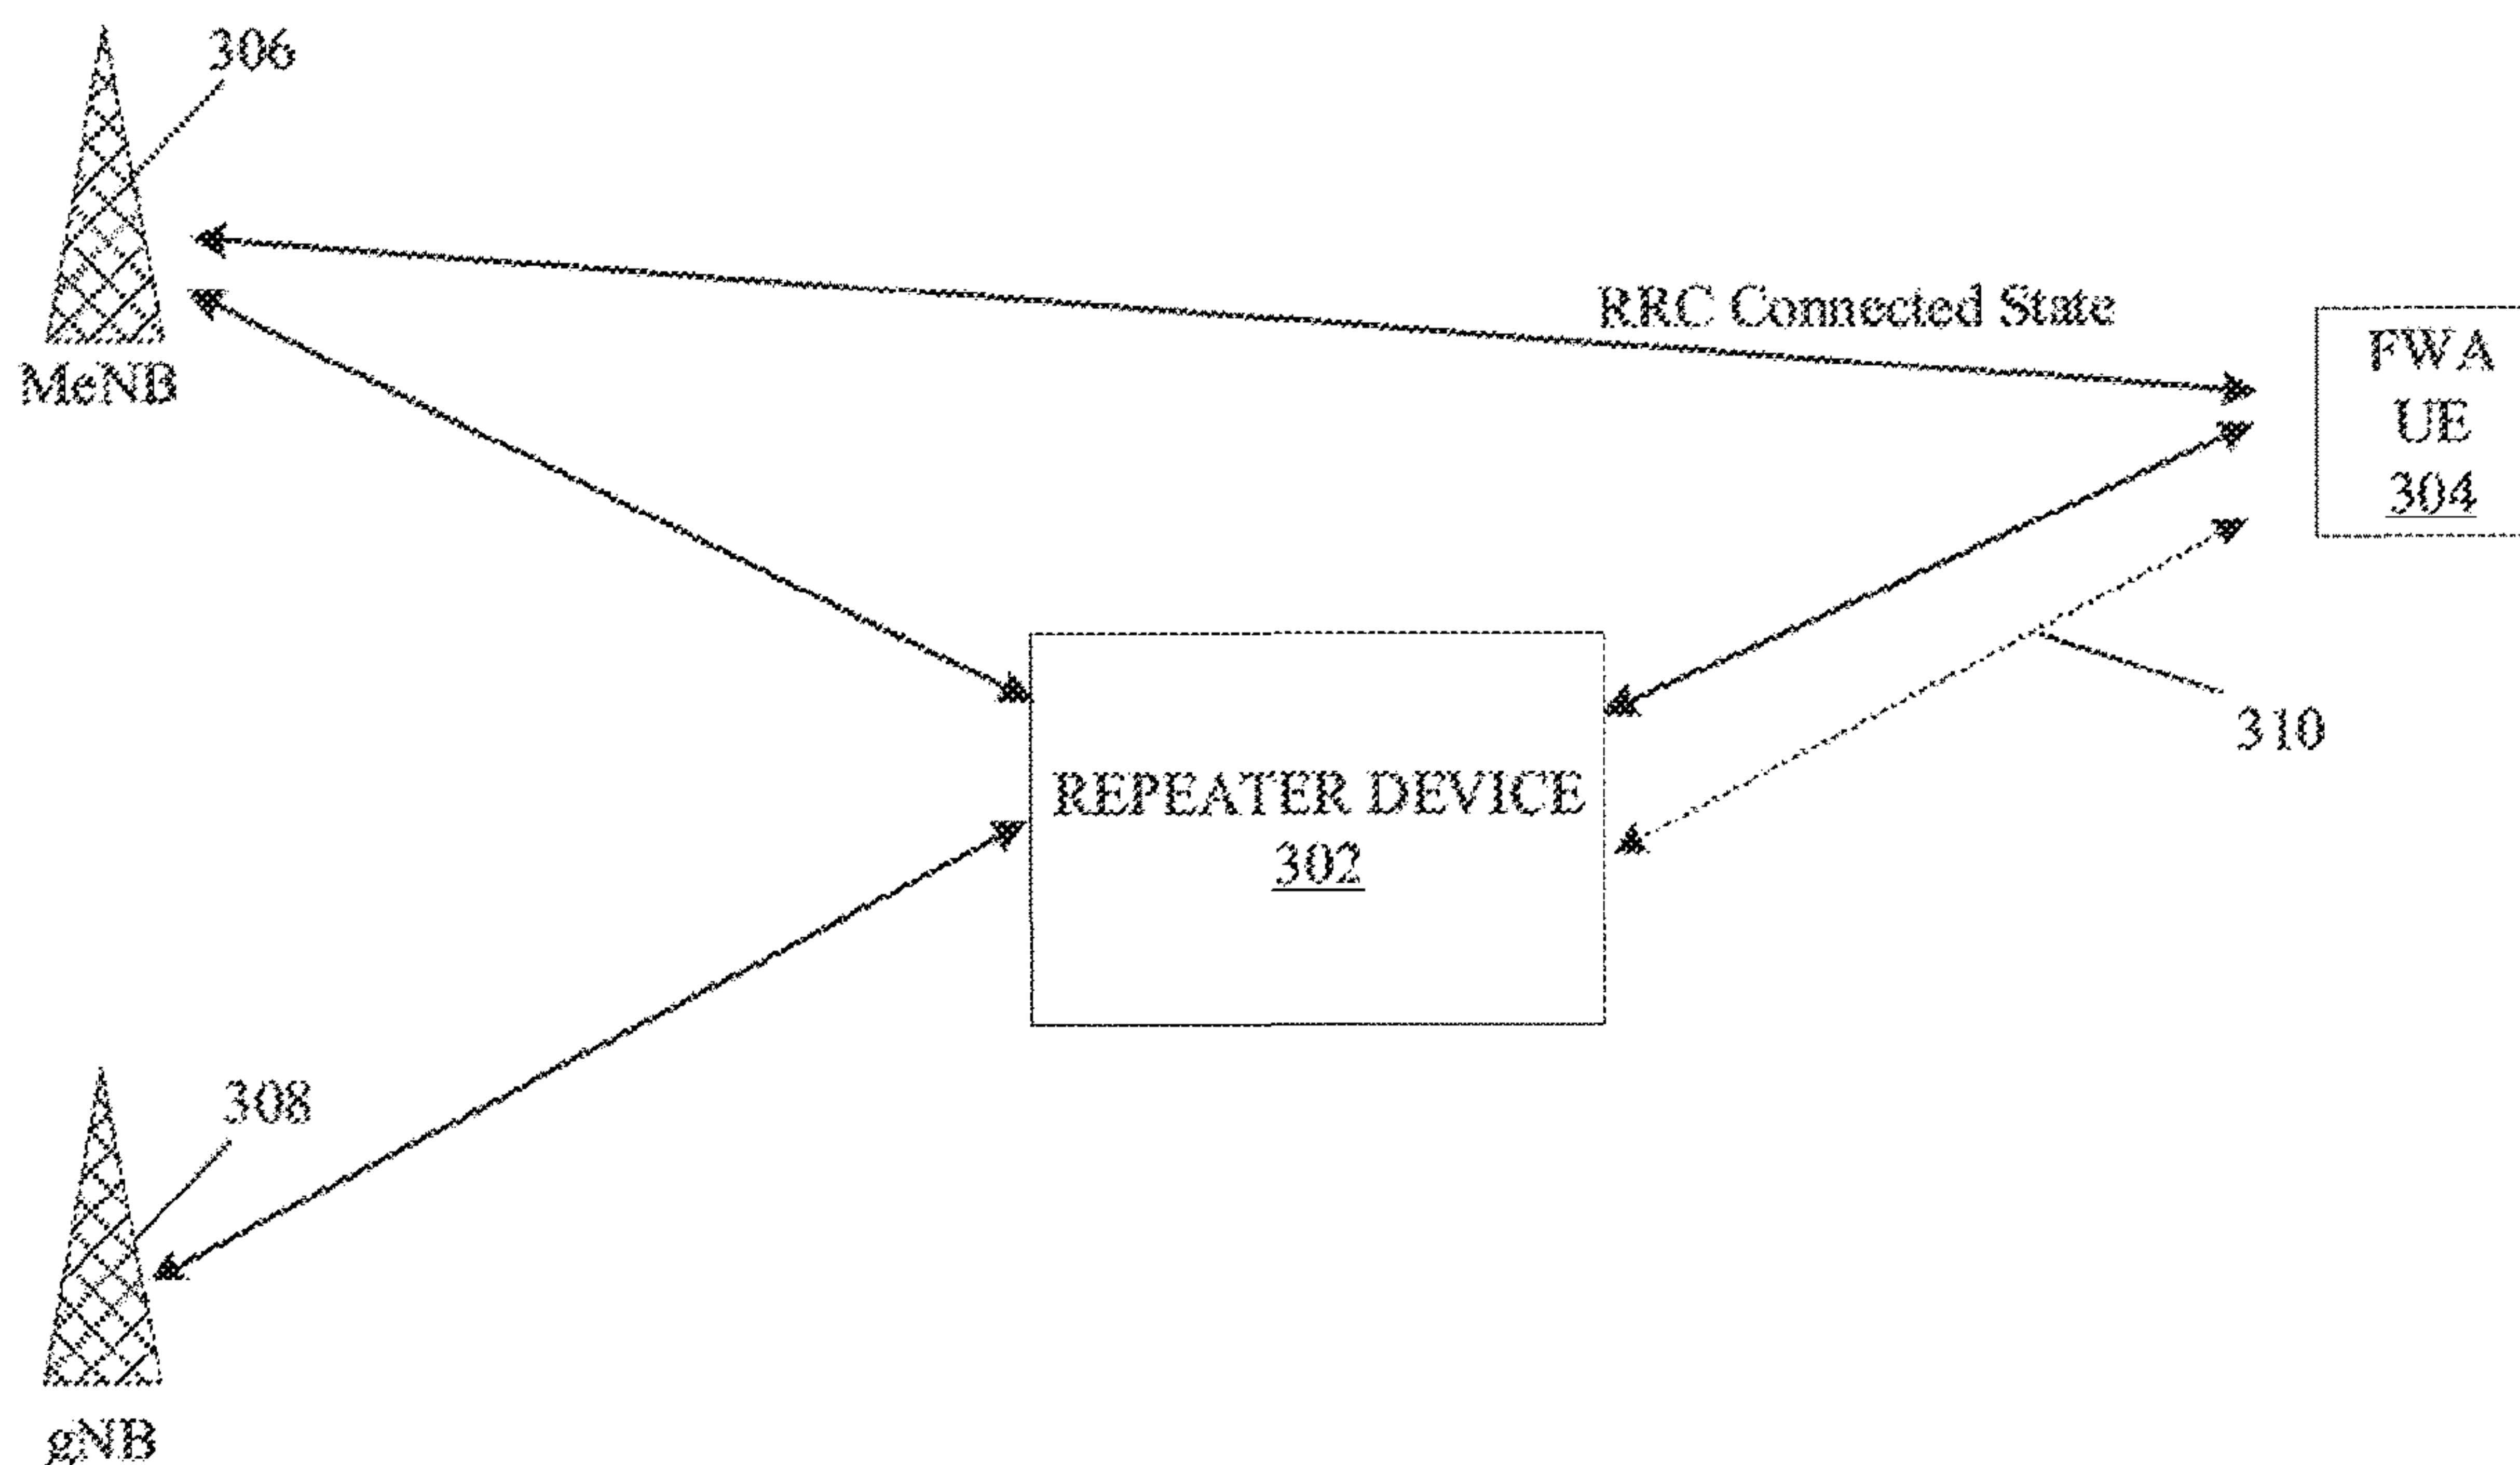 306
MeNB
RRC Connected State
FWA
UE
304
310
REPEATER DEVICE
302
308
gNB